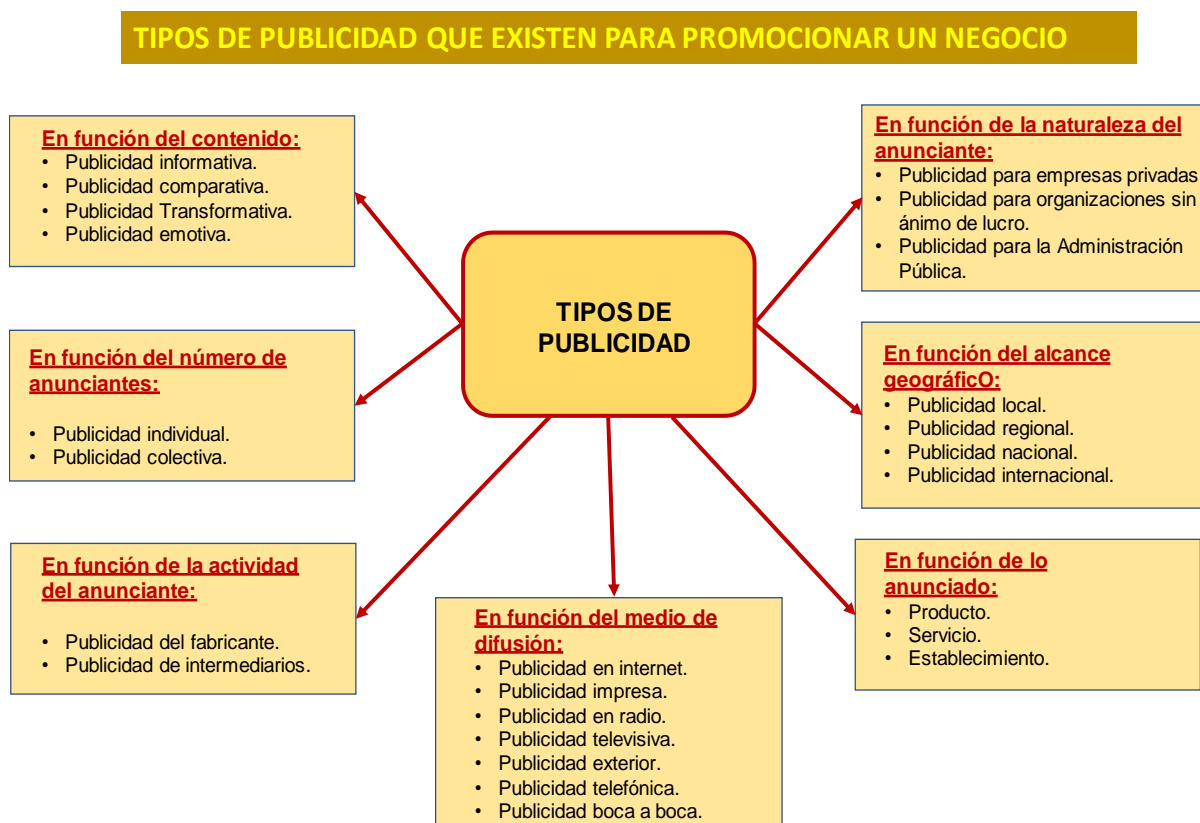 TIPOS DE PUBLICIDAD QUE EXISTEN PARA PROMOCIONAR UN NEGOCIO
En función del contenido:
• Publicidad informativa.
• Publicidad comparativa.
• Publicidad Transformativa.
• Publicidad emotiva.
En función de la naturaleza del
anunciante:
• Publicidad para empresas privadas
• Publicidad para organizaciones sin
ánimo de lucro.
• Publicidad para la Administración
Pública.
TIPOS DE
PUBLICIDAD
En función del número de
anunciantes:
• Publicidad individual.
• Publicidad colectiva.
En función del alcance
geográficO:
• Publicidad local.
• Publicidad regional.
• Publicidad nacional.
• Publicidad internacional.
En función de la actividad
del anunciante:
• Publicidad del fabricante.
• Publicidad de intermediarios.
En función del medio de
difusión:
• Publicidad en internet.
• Publicidad impresa.
• Publicidad en radio.
• Publicidad televisiva.
• Publicidad exterior.
• Publicidad telefónica.
• Publicidad boca a boca.
En función de lo
anunciado:
• Producto.
• Servicio.
• Establecimiento.